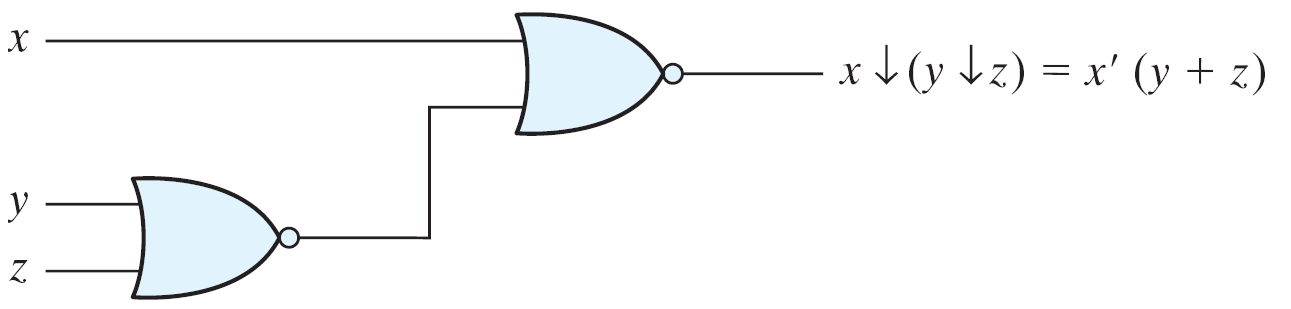 x
x ↓ (y ↓ z) = x′ (y + z)
y
z